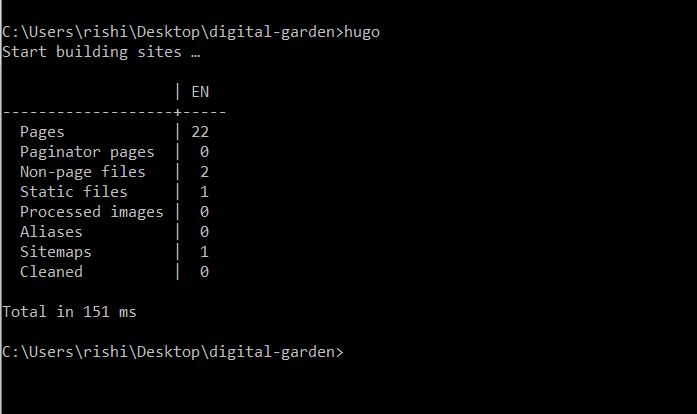 C:\Users\rishi\Desktop\digital-garden>hugo
Start building sites …
                   | EN
-------------------+-----
  Pages            | 22
  Paginator pages  |  0
  Non-page files   |  2
  Static files     |  1
  Processed images |  0
  Aliases          |  0
  Sitemaps         |  1
  Cleaned          |  0
Total in 151 ms
C:\Users\rishi\Desktop\digital-garden>